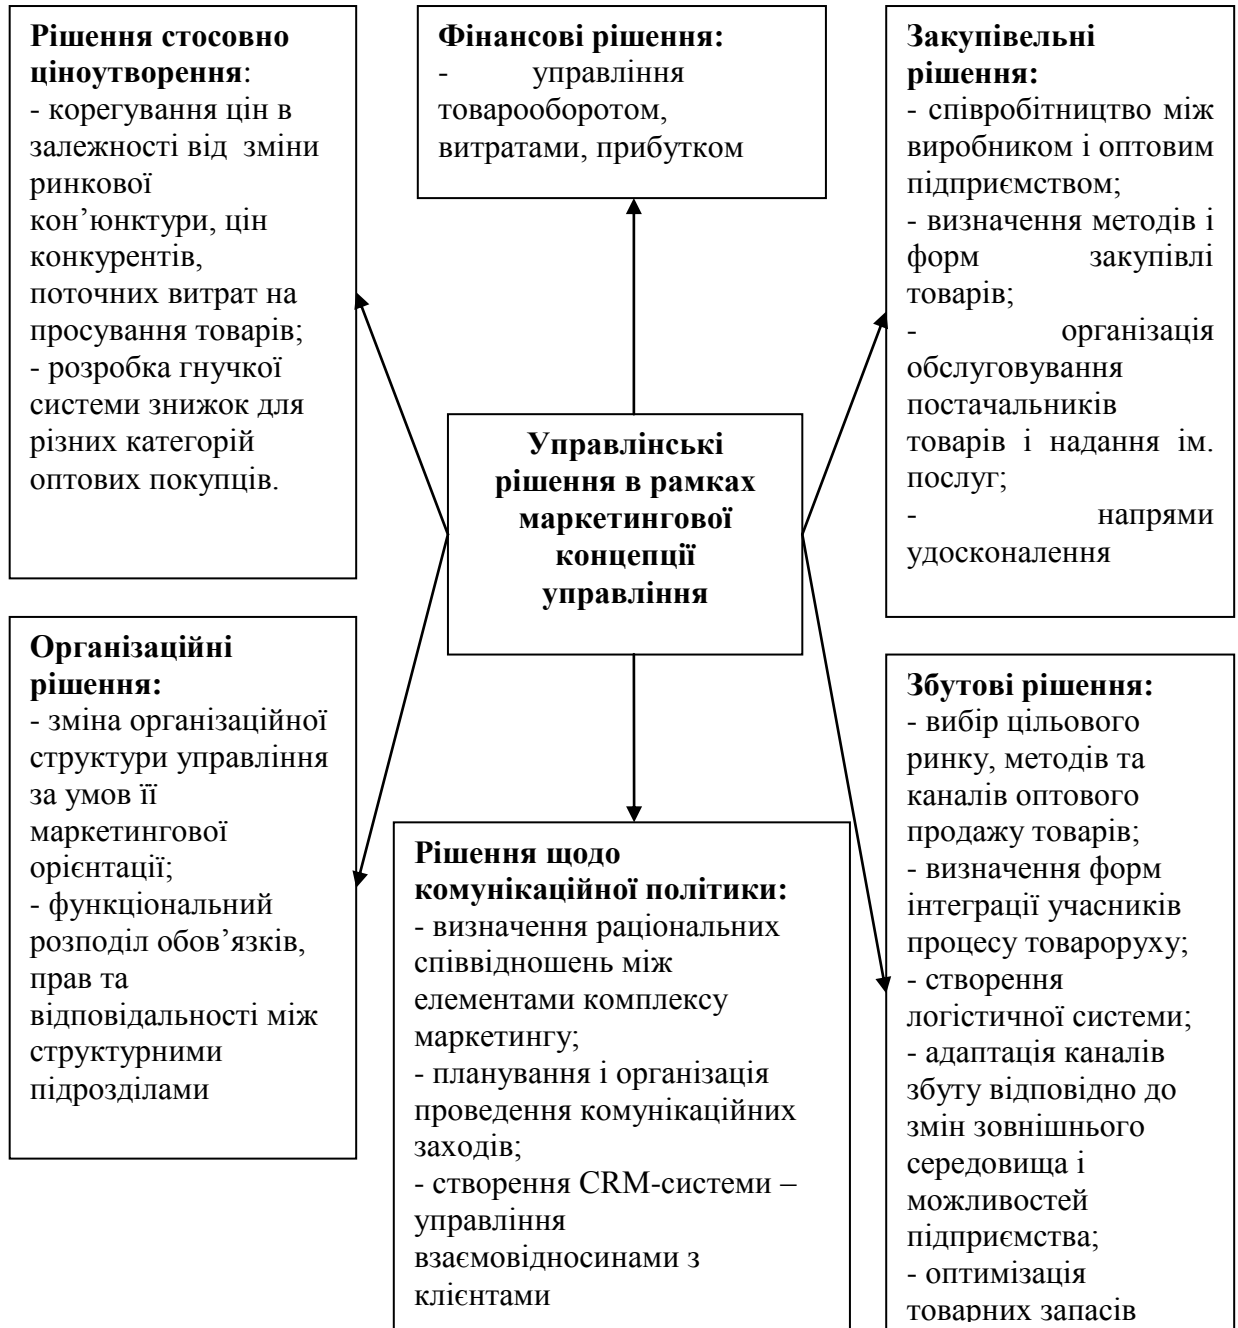 Рішення стосовно
ціноутворення:
- корегування цін в
залежності від зміни
ринкової
кон’юнктури, цін
конкурентів,
поточних витрат на
просування товарів;
- розробка гнучкої
системи знижок для
різних категорій
оптових покупців.
Фінансові рішення:
- управління
товарооборотом,
витратами, прибутком
Закупівельні
рішення:
- співробітництво між
виробником і оптовим
підприємством;
- визначення методів і
форм закупівлі
товарів;
- організація
обслуговування
постачальників
товарів і надання ім.
послуг;
- напрями
удосконалення
Управлінські
рішення в рамках
маркетингової
концепції
управління
Організаційні
рішення:
- зміна організаційної
структури управління
за умов її
маркетингової
орієнтації;
- функціональний
розподіл обов’язків,
прав та
відповідальності між
структурними
підрозділами
Рішення щодо
комунікаційної політики:
- визначення раціональних
співвідношень між
елементами комплексу
маркетингу;
- планування і організація
проведення комунікаційних
заходів;
- створення CRM-системи –
управління
взаємовідносинами з
клієнтами
Збутові рішення:
- вибір цільового
ринку, методів та
каналів оптового
продажу товарів;
- визначення форм
інтеграції учасників
процесу товароруху;
- створення
логістичної системи;
- адаптація каналів
збуту відповідно до
змін зовнішнього
середовища і
можливостей
підприємства;
- оптимізація
товарних запасів